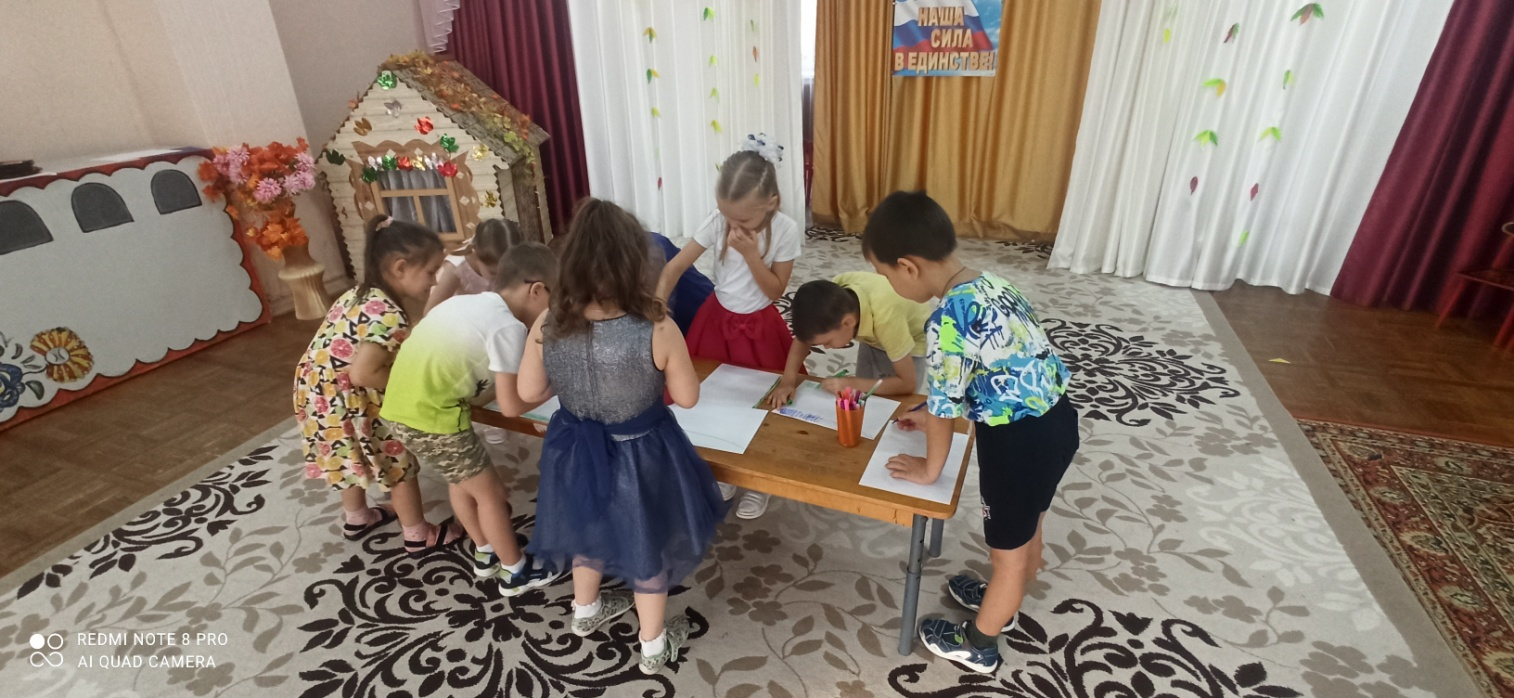 НАША
СИЛА
В ЕДИНСТВЕ!
REDMI NOTE 8 PRO
AI QUAD CAMERA